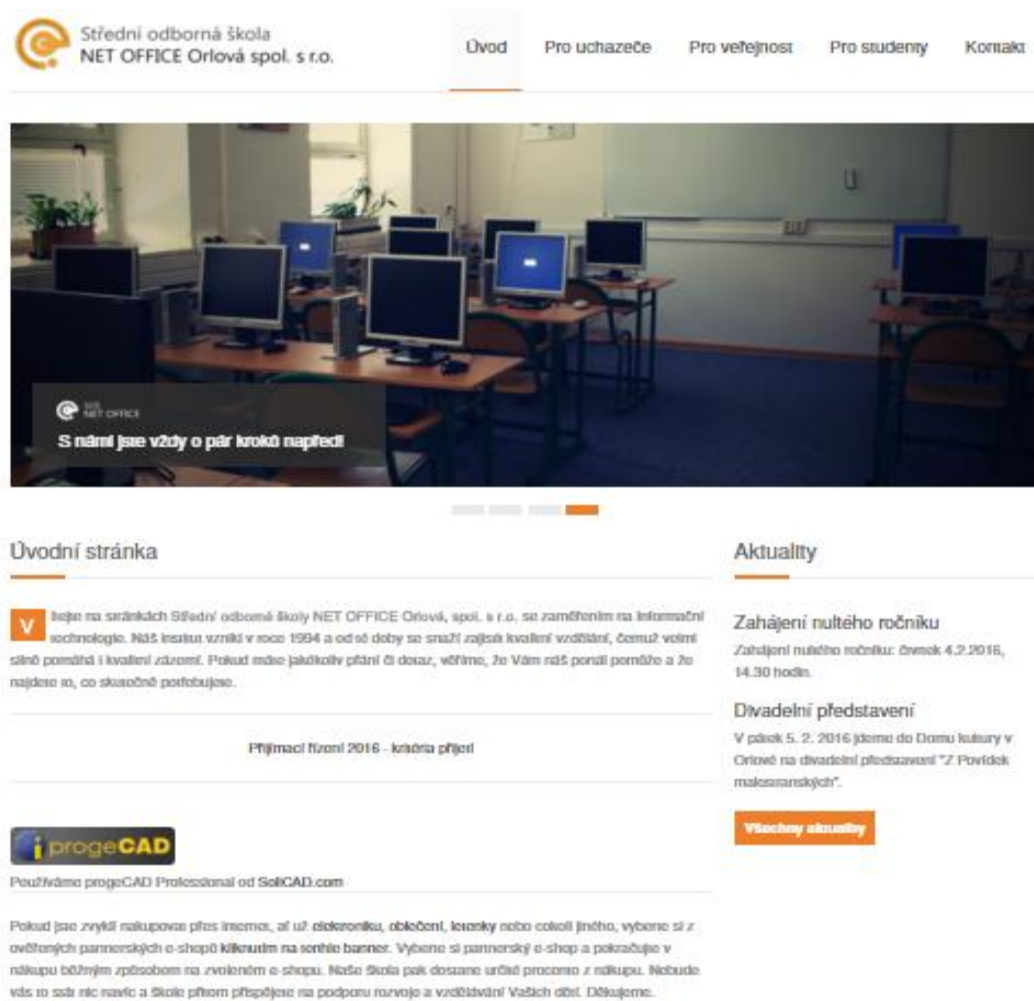 Střední odborná škola
NET OFFICE Orlová spol. s r.o.
Úvod Pro uchazeče Pro veřejnost Pro studenty Kontakt
SOŠ
NET OFFICE
S námi jste vždy o pár kroků napřed!
Úvodní stránka
Vítejte na stránkách Střední odborné školy NET OFFICE Orlová, spol. s r.o. se zaměřením na informační
technologie. Náš institut vznikl v roce 1994 a od té doby se snaží zajistit kvalitní vzdělání, čemuž velmi
silně pomáhá i kvalitní zázemí. Pokud máte jakékoliv přání či dotaz, věříme, že Vám náš portál pomůže a že
najdete to, co skutečně potřebujete.
Přijímací řízení 2016 - kritéria přijetí
progeCAD
Používáme progeCAD Professional od SoliCAD.com
Pokud jste zvyklí nakupovat přes internet, ať už elektroniku, oblečení, letenky nebo cokoli jiného, vyberte si z
ověřených partnerských e-shopů kliknutím na tenhle banner. Vyberte si partnerský e-shop a pokračujte v
nákupu běžným způsobem na zvoleném e-shopu. Naše škola pak dostane určité procento z nákupu. Nebude
vás to stát nic navíc a škole přitom přispějete na podporu rozvoje a vzdělávání Vašich dětí. Děkujeme.
Aktuality
Zahájení nultého ročníku
Zahájení nultého ročníku: čtvrtek 4.2.2016,
14.30 hodin.
Divadelní představení
V pátek 5. 2. 2016 jdeme do Domu kultury v
Orlové na divadelní představení "Z Povídek
malostranských".
Všechny aktuality